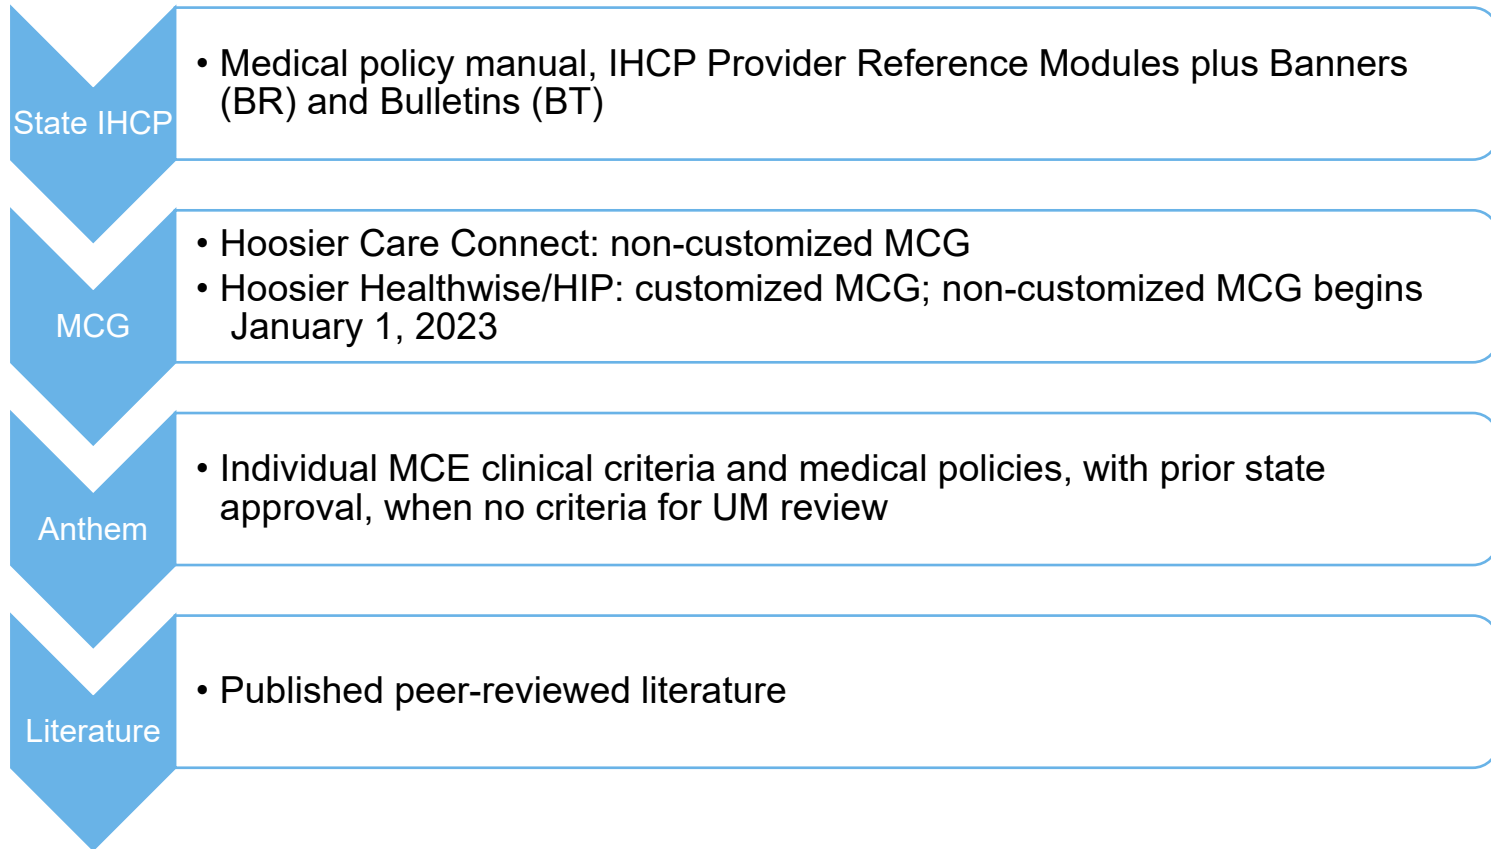 State IHCP
• Medical policy manual, IHCP Provider Reference Modules plus Banners
(BR) and Bulletins (BT)
MCG
• Hoosier Care Connect: non-customized MCG
• Hoosier Healthwise/HIP: customized MCG; non-customized MCG begins
January 1, 2023
Anthem
• Individual MCE clinical criteria and medical policies, with prior state
approval, when no criteria for UM review
Literature
• Published peer-reviewed literature